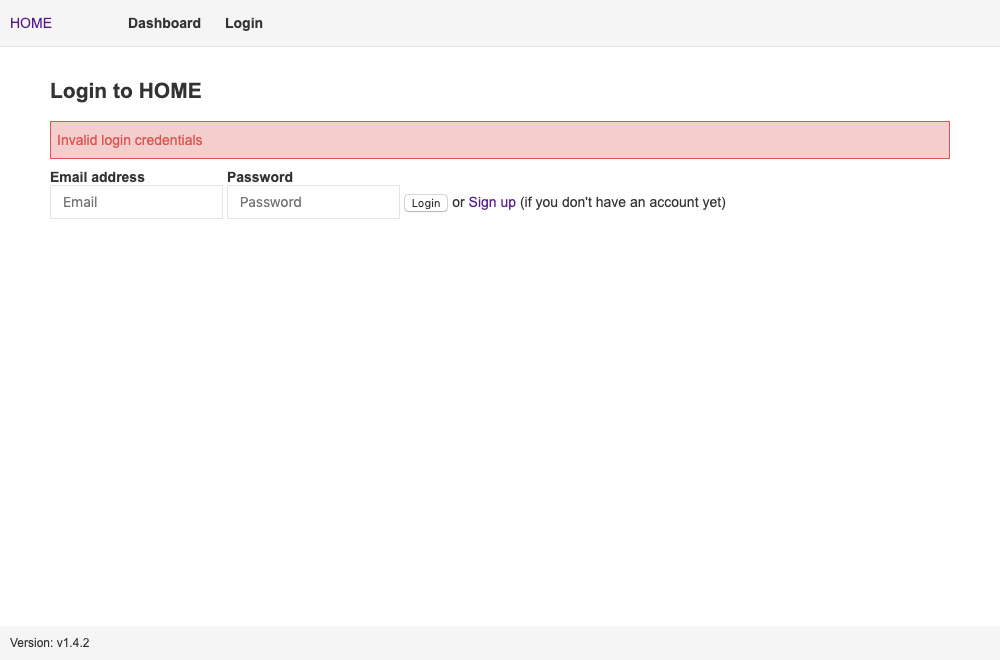 HOME Dashboard Login
Login to HOME
Invalid login credentials
Email address Password
Email Password Login or Sign up (if you don't have an account yet)
Version: v1.4.2